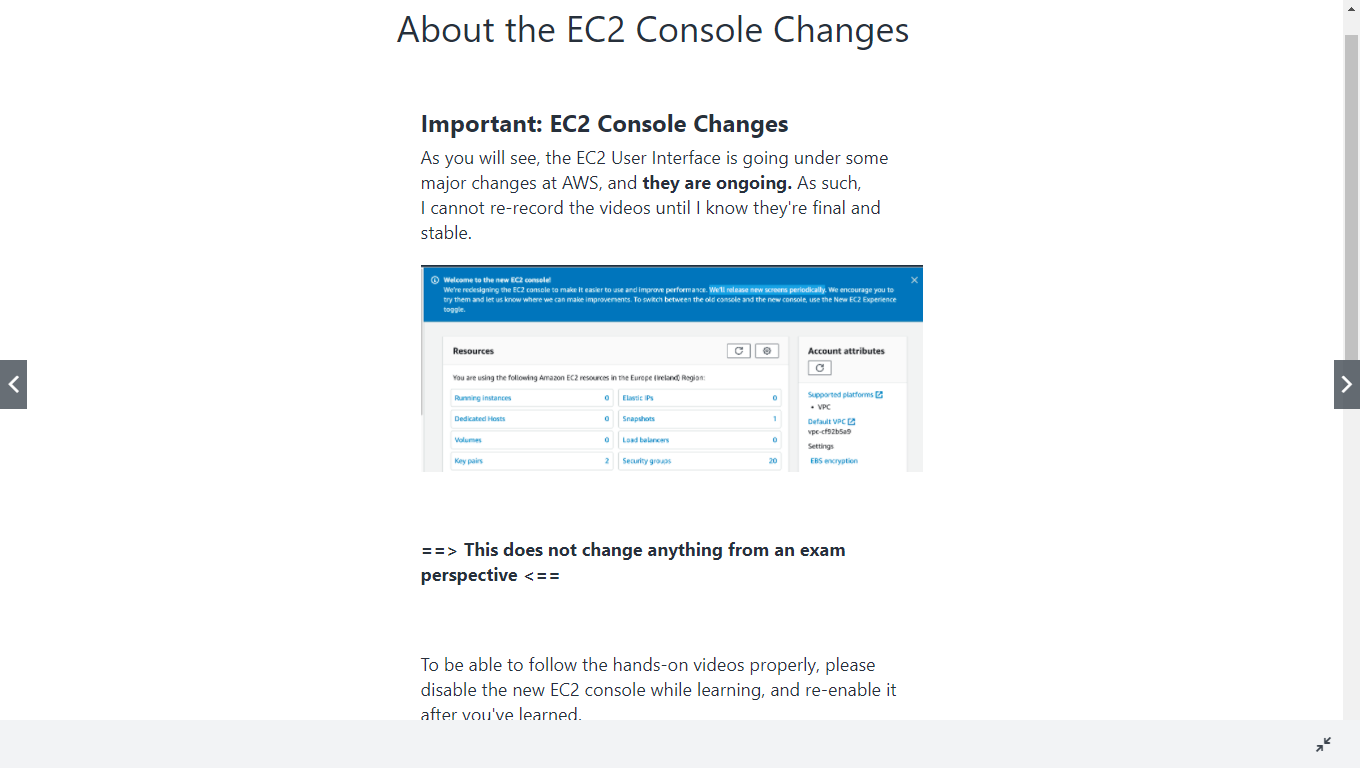 About the EC2 Console Changes
Important: EC2 Console Changes
As you will see, the EC2 User Interface is going under some
major changes at AWS, and they are ongoing. As such,
I cannot re-record the videos until I know they're final and
stable.
Welcome to the new EC2 console!
We're redesigning the EC2 console to make it easier to use and improve performance. We'll release new screens periodically. We encourage you to
try them and let us know where we can make improvements. To switch between the old console and the new console, use the New EC2 Experience
toggle.
Resources
Account attributes
You are using the following Amazon EC2 resources in the Europe (Ireland) Region:
Running instances 0 Elastic IPs 0
Supported platforms
• VPC
Dedicated Hosts 0 Snapshots 1
Default VPC
vpc-cf92b5a9
Volumes 0 Load balancers 0
Settings
Key pairs 2 Security groups 20
EBS encryption
==> This does not change anything from an exam
perspective <==
To be able to follow the hands-on videos properly, please
disable the new EC2 console while learning, and re-enable it
after you've learned.